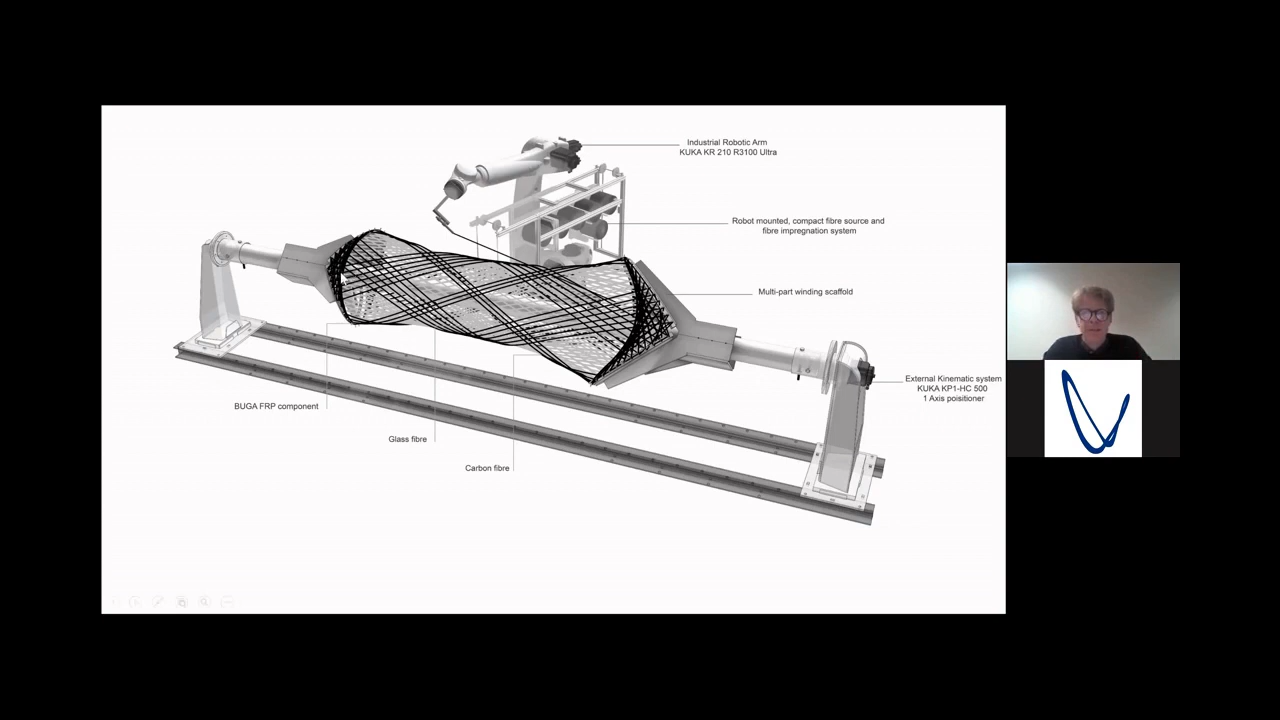 Industrial Robotic Arm
KUKA KR 210 R3100 Ultra
Robot mounted, compact fibre source and
fibre impregnation system
Multi-part winding scaffold
External Kinematic system
KUKA KP1-HC 500
1 Axis poisitioner
BUGA FRP component
Glass fibre
Carbon fibre